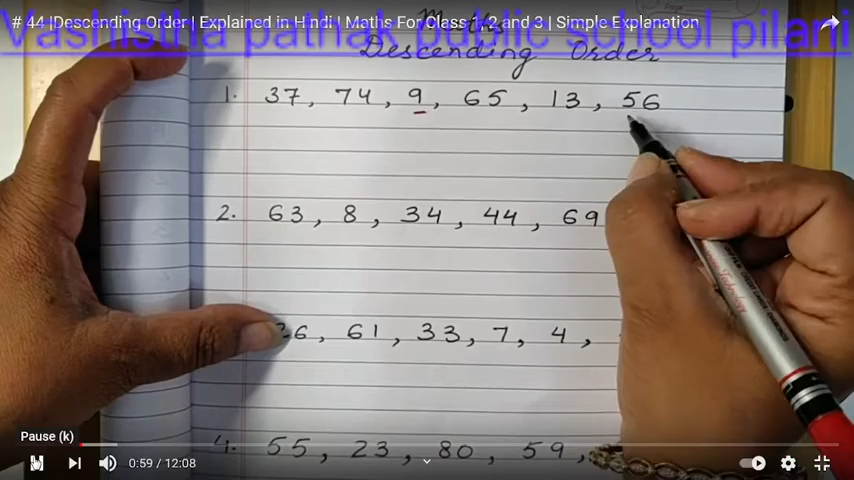 # 44 |Descending Order | Explained in Hindi | Maths For Class 1, 2 and 3 | Simple Explanation
Vashistha pathak public school pilani
Maths
Descending Order
1. 37, 74, 9, 65, 13, 56
2. 63, 8, 34, 44, 69
26, 61, 33, 7, 4,
4. 55, 23, 80, 59,
Pause (k)
0:59 / 12:08